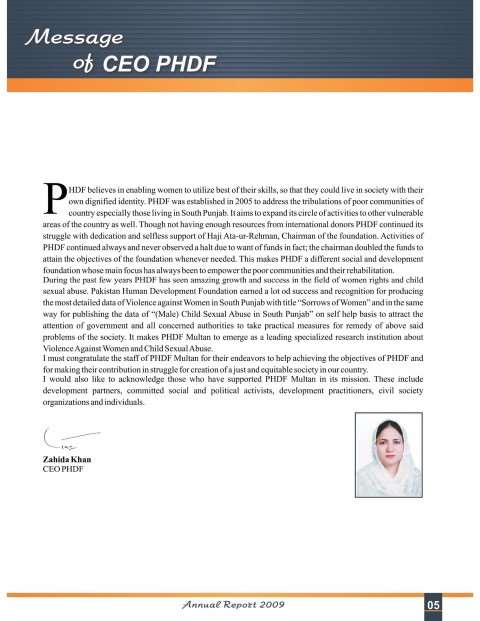 Message
of CEO PHDF
PHDF believes in enabling women to utilize best of their skills, so that they could live in society with their
own dignified identity. PHDF was established in 2005 to address the tribulations of poor communities of
country especially those living in South Punjab. It aims to expand its circle of activities to other vulnerable
areas of the country as well. Though not having enough resources from international donors PHDF continued its
struggle with dedication and selfless support of Haji Ata-ur-Rehman, Chairman of the foundation. Activities of
PHDF continued always and never observed a halt due to want of funds in fact; the chairman doubled the funds to
attain the objectives of the foundation whenever needed. This makes PHDF a different social and development
foundation whose main focus has always been to empower the poor communities and their rehabilitation.
During the past few years PHDF has seen amazing growth and success in the field of women rights and child
sexual abuse. Pakistan Human Development Foundation earned a lot od success and recognition for producing
the most detailed data of Violence against Women in South Punjab with title “Sorrows of Women” and in the same
way for publishing the data of “(Male) Child Sexual Abuse in South Punjab” on self help basis to attract the
attention of government and all concerned authorities to take practical measures for remedy of above said
problems of the society. It makes PHDF Multan to emerge as a leading specialized research institution about
Violence Against Women and Child Sexual Abuse.
I must congratulate the staff of PHDF Multan for their endeavors to help achieving the objectives of PHDF and
for making their contribution in struggle for creation of a just and equitable society in our country.
I would also like to acknowledge those who have supported PHDF Multan in its mission. These include
development partners, committed social and political activists, development practitioners, civil society
organizations and individuals.
Zahida Khan
CEO PHDF
Annual Report 2009
05